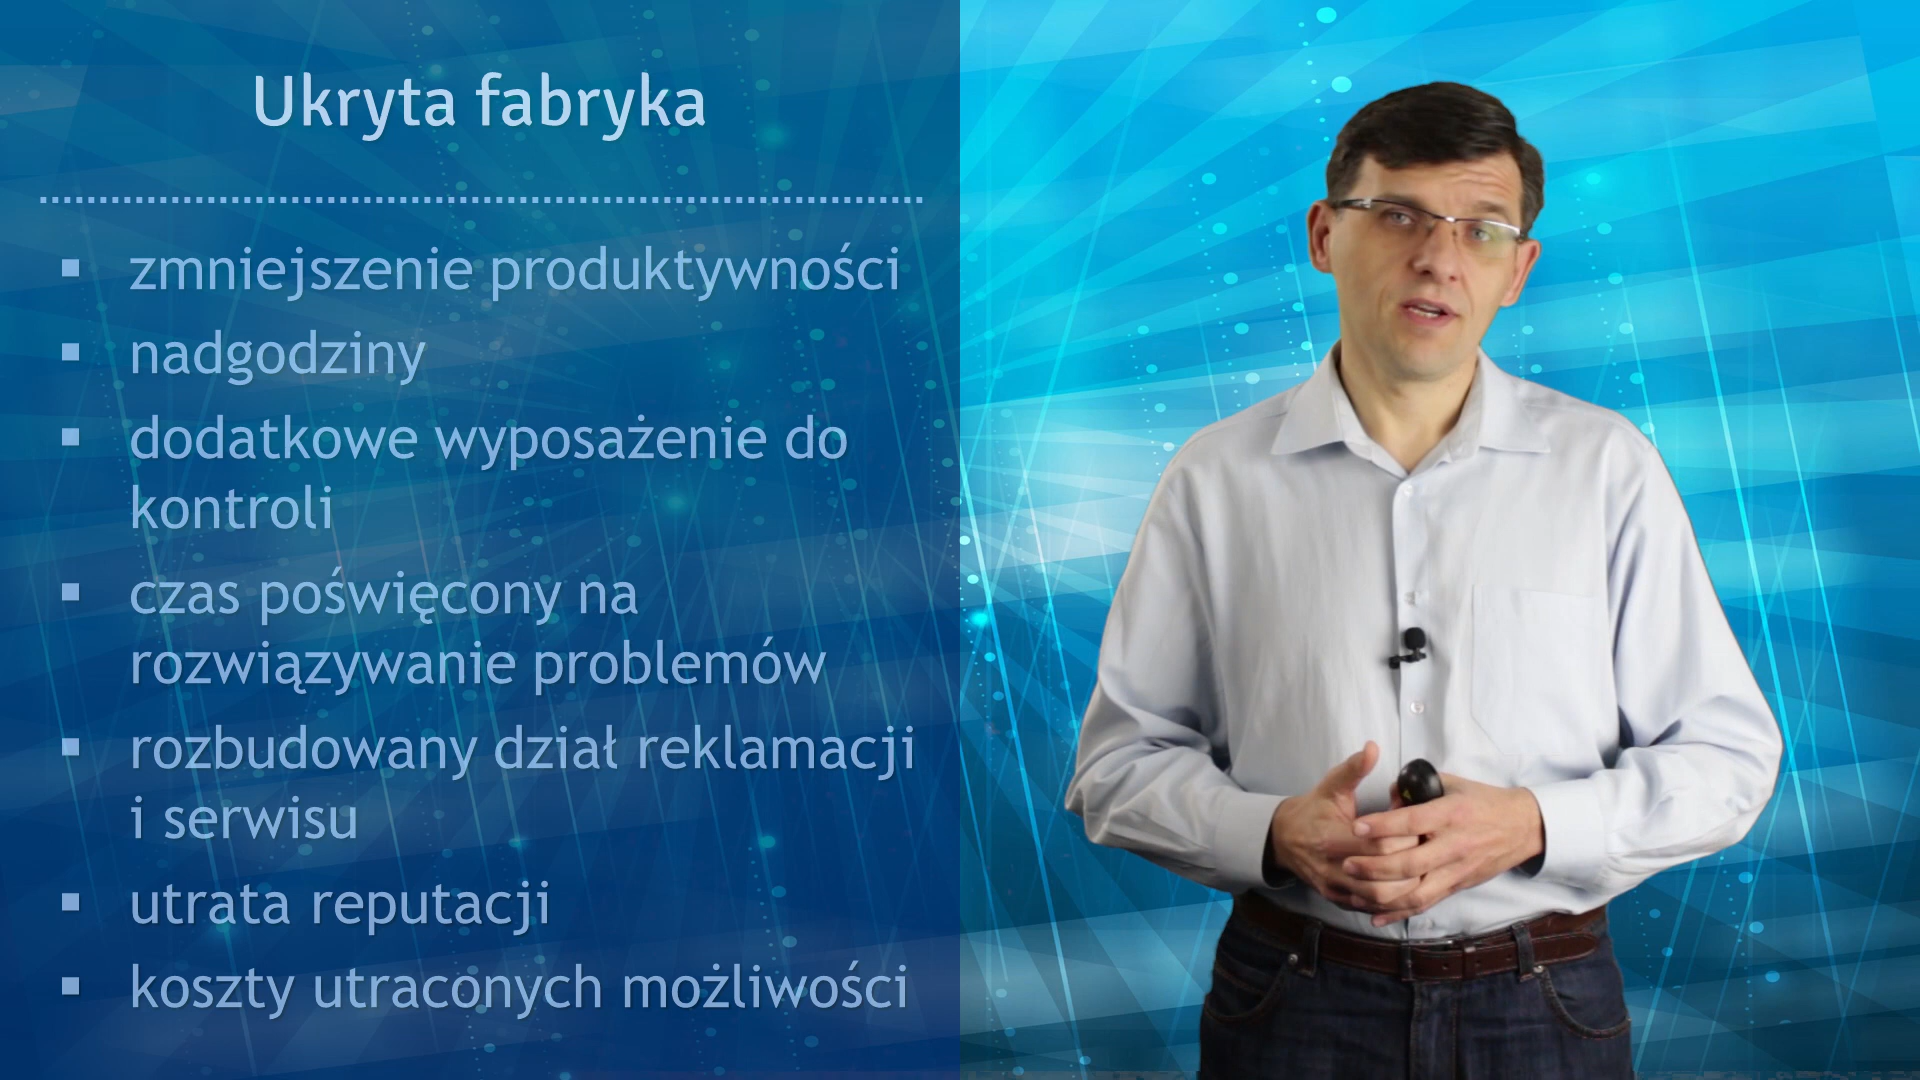 Ukryta fabryka
zmniejszenie produktywności
nadgodziny
dodatkowe wyposażenie do
kontroli
czas poświęcony na
rozwiązywanie problemów
rozbudowany dział reklamacji
i serwisu
utrata reputacji
koszty utraconych możliwości